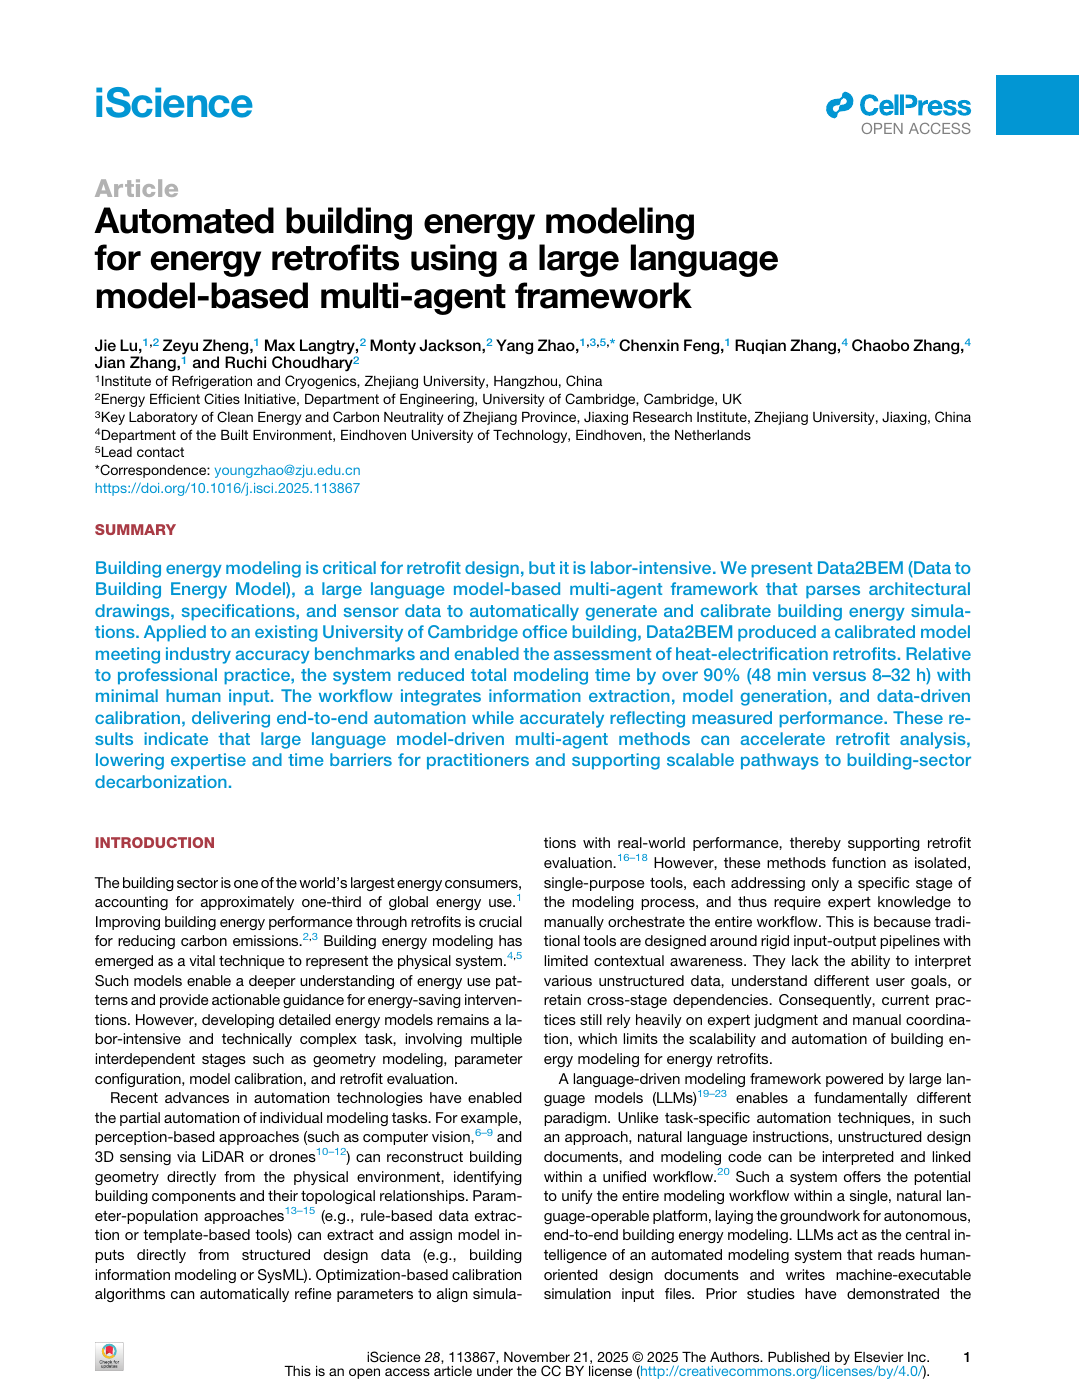 iScience
CellPress
OPEN ACCESS
Article
Automated building energy modeling
for energy retrofits using a large language
model-based multi-agent framework
Jie Lu,1,2 Zeyu Zheng,1 Max Langtry,2 Monty Jackson,2 Yang Zhao,1,3,5,* Chenxin Feng,1 Ruqian Zhang,4 Chaobo Zhang,4
Jian Zhang,1 and Ruchi Choudhary2
1Institute of Refrigeration and Cryogenics, Zhejiang University, Hangzhou, China
2Energy Efficient Cities Initiative, Department of Engineering, University of Cambridge, Cambridge, UK
3Key Laboratory of Clean Energy and Carbon Neutrality of Zhejiang Province, Jiaxing Research Institute, Zhejiang University, Jiaxing, China
4Department of the Built Environment, Eindhoven University of Technology, Eindhoven, the Netherlands
5Lead contact
*Correspondence: youngzhao@zju.edu.cn
https://doi.org/10.1016/j.isci.2025.113867
SUMMARY
Building energy modeling is critical for retrofit design, but it is labor-intensive. We present Data2BEM (Data to
Building Energy Model), a large language model-based multi-agent framework that parses architectural
drawings, specifications, and sensor data to automatically generate and calibrate building energy simula-
tions. Applied to an existing University of Cambridge office building, Data2BEM produced a calibrated model
meeting industry accuracy benchmarks and enabled the assessment of heat-electrification retrofits. Relative
to professional practice, the system reduced total modeling time by over 90% (48 min versus 8–32 h) with
minimal human input. The workflow integrates information extraction, model generation, and data-driven
calibration, delivering end-to-end automation while accurately reflecting measured performance. These re-
sults indicate that large language model-driven multi-agent methods can accelerate retrofit analysis,
lowering expertise and time barriers for practitioners and supporting scalable pathways to building-sector
decarbonization.
INTRODUCTION
The building sector is one of the world's largest energy consumers,
accounting for approximately one-third of global energy use.1
Improving building energy performance through retrofits is crucial
for reducing carbon emissions.2,3 Building energy modeling has
emerged as a vital technique to represent the physical system.4,5
Such models enable a deeper understanding of energy use pat-
terns and provide actionable guidance for energy-saving interven-
tions. However, developing detailed energy models remains a la-
bor-intensive and technically complex task, involving multiple
interdependent stages such as geometry modeling, parameter
configuration, model calibration, and retrofit evaluation.
Recent advances in automation technologies have enabled
the partial automation of individual modeling tasks. For example,
perception-based approaches (such as computer vision,6–9 and
3D sensing via LiDAR or drones10–12) can reconstruct building
geometry directly from the physical environment, identifying
building components and their topological relationships. Param-
eter-population approaches13–15 (e.g., rule-based data extrac-
tion or template-based tools) can extract and assign model in-
puts directly from structured design data (e.g., building
information modeling or SysML). Optimization-based calibration
algorithms can automatically refine parameters to align simula-
tions with real-world performance, thereby supporting retrofit
evaluation.16–18 However, these methods function as isolated,
single-purpose tools, each addressing only a specific stage of
the modeling process, and thus require expert knowledge to
manually orchestrate the entire workflow. This is because tradi-
tional tools are designed around rigid input-output pipelines with
limited contextual awareness. They lack the ability to interpret
various unstructured data, understand different user goals, or
retain cross-stage dependencies. Consequently, current prac-
tices still rely heavily on expert judgment and manual coordina-
tion, which limits the scalability and automation of building en-
ergy modeling for energy retrofits.
A language-driven modeling framework powered by large lan-
guage models (LLMs)19–23 enables a fundamentally different
paradigm. Unlike task-specific automation techniques, in such
an approach, natural language instructions, unstructured design
documents, and modeling code can be interpreted and linked
within a unified workflow.20 Such a system offers the potential
to unify the entire modeling workflow within a single, natural lan-
guage-operable platform, laying the groundwork for autonomous,
end-to-end building energy modeling. LLMs act as the central in-
telligence of an automated modeling system that reads human-
oriented design documents and writes machine-executable
simulation input files. Prior studies have demonstrated the
Check for
updates
iScience 28, 113867, November 21, 2025 © 2025 The Authors. Published by Elsevier Inc. 1
This is an open access article under the CC BY license (http://creativecommons.org/licenses/by/4.0/).